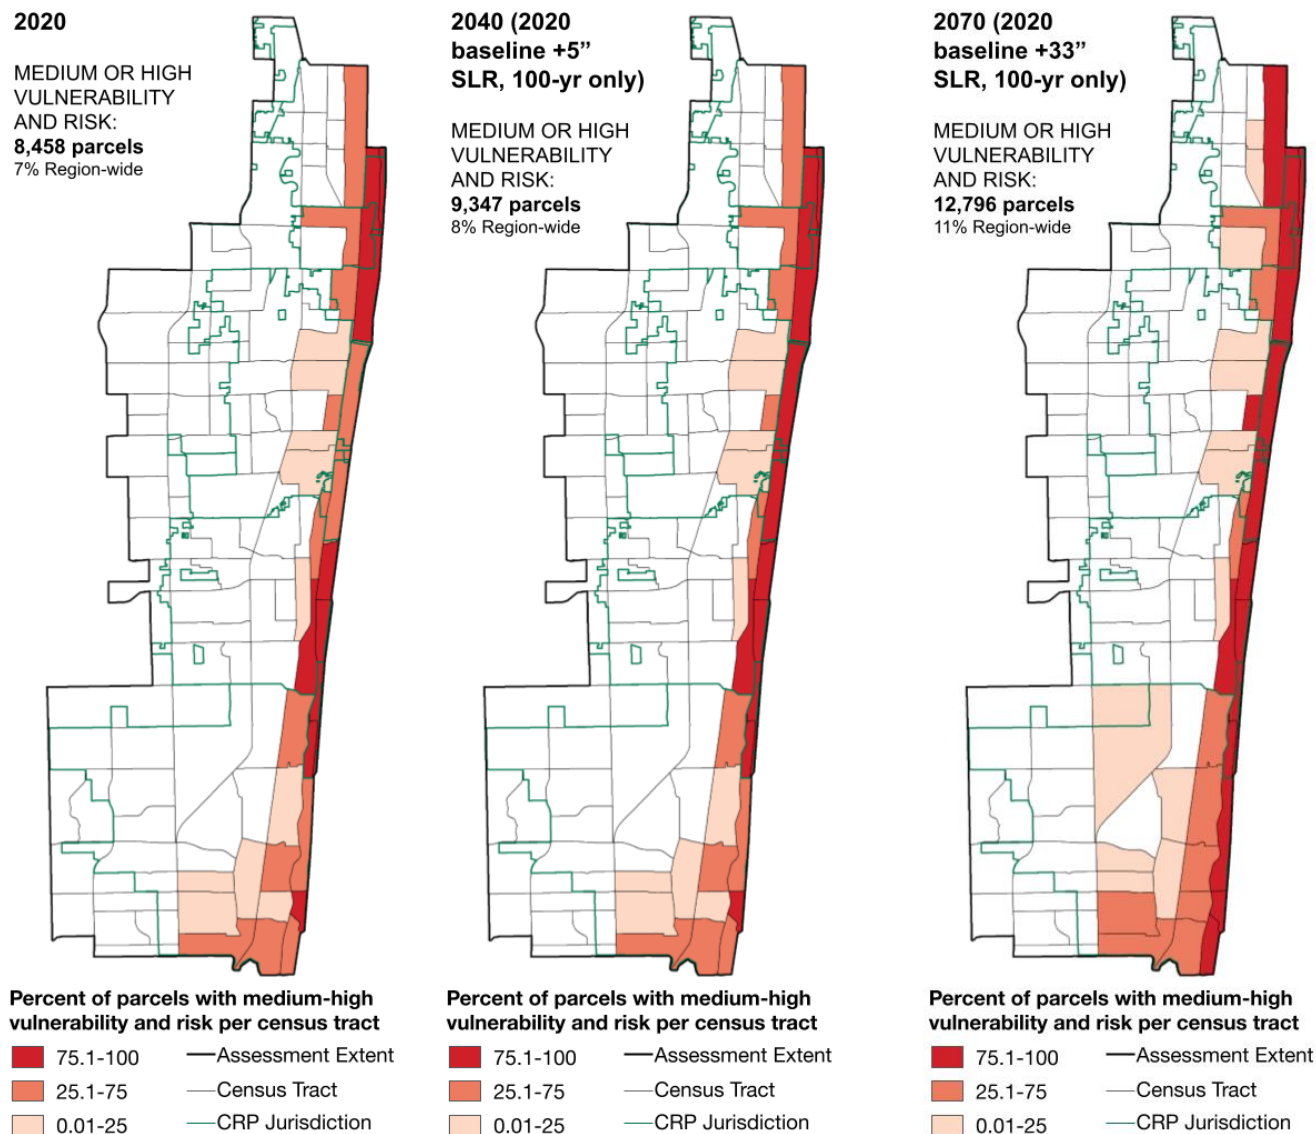 2020
MEDIUM OR HIGH
VULNERABILITY
AND RISK:
8,458 parcels
7% Region-wide
2040 (2020
baseline +5”
SLR, 100-yr only)
MEDIUM OR HIGH
VULNERABILITY
AND RISK:
9,347 parcels
8% Region-wide
2070 (2020
baseline +33”
SLR, 100-yr only)
MEDIUM OR HIGH
VULNERABILITY
AND RISK:
12,796 parcels
11% Region-wide
Percent of parcels with medium-high
vulnerability and risk per census tract
75.1-100
Assessment Extent
25.1-75
Census Tract
0.01-25
CRP Jurisdiction
Percent of parcels with medium-high
vulnerability and risk per census tract
75.1-100
Assessment Extent
25.1-75
Census Tract
0.01-25
CRP Jurisdiction
Percent of parcels with medium-high
vulnerability and risk per census tract
75.1-100
Assessment Extent
25.1-75
Census Tract
0.01-25
CRP Jurisdiction